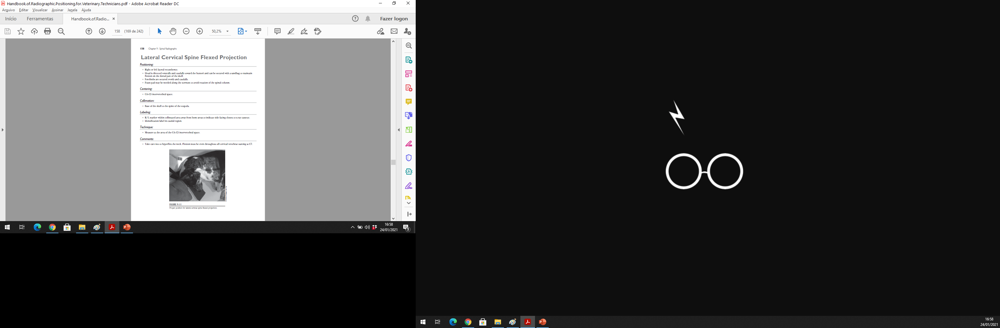 Handbook.of.Radiographic.Positioning.for.Veterinary.Technicians.pdf - Adobe Acrobat Reader DC
Arquivo Editar Visualizar Assinar Janela Ajuda
Início Ferramentas Handbook.of.Radio... × Fazer logon
158 (169 de 242) 50,2%
158 Chapter 9 : Spinal Radiographs
Lateral Cervical Spine Flexed Projection
Positioning:
• Right or left lateral recumbency.
• Head is directed ventrally and caudally toward the humeri and can be secured with a sandbag to maintain
flexion on the dorsal part of the skull.
• Forelimbs are secured evenly and caudally.
• Foam pad may be needed along the sternum to avoid rotation of the spinal column.
Centering:
• C4–C5 intervertebral space.
Collimation:
• Base of the skull to the spine of the scapula.
Labeling:
• R/L marker within collimated area away from bony areas to indicate side facing closest to x-ray cassette.
• Identification label in caudal region.
Technique:
• Measure at the area of the C4–C5 intervertebral space.
Comments:
• Take care not to hyperflex the neck. Flexion must be even throughout all cervical vertebrae starting at C7.
FIGURE 9-11
Proper position for lateral cervical spine flexed projection.
16:58
24/01/2021
3
16:58
24/01/2021